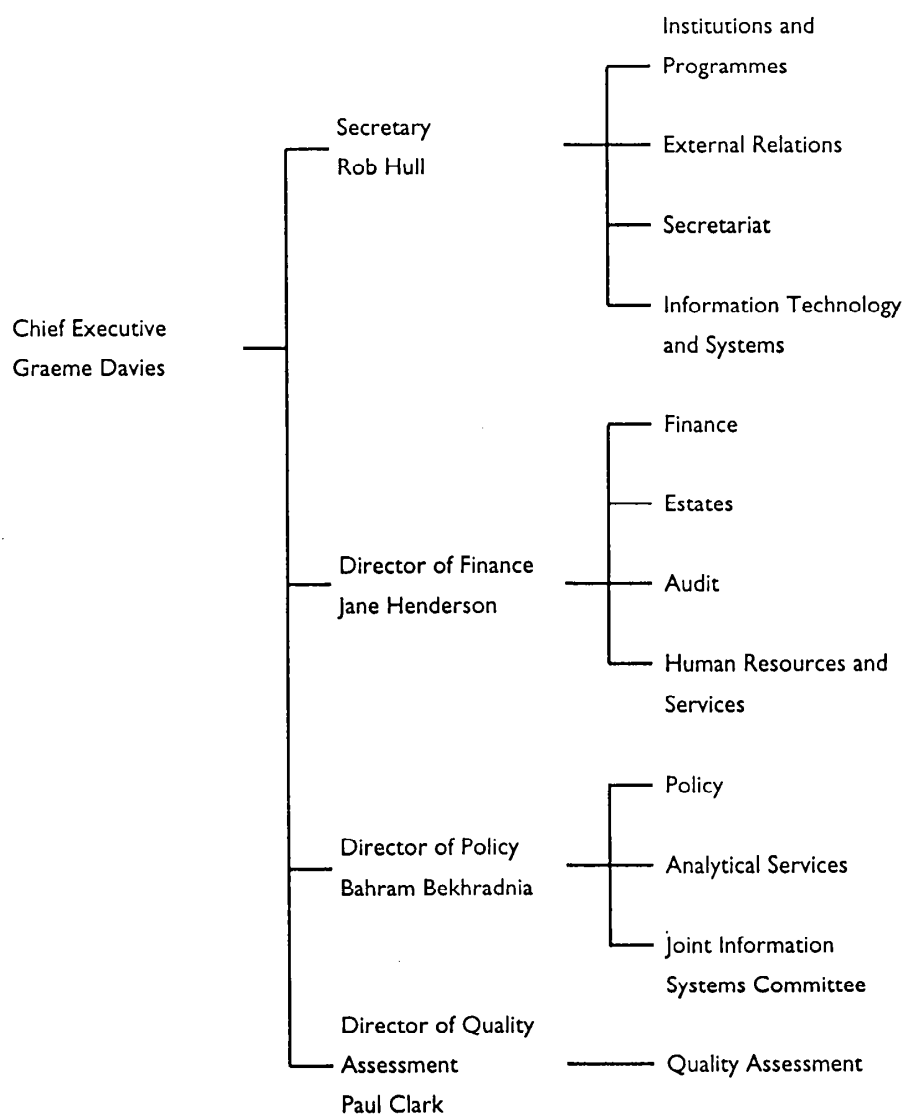 Institutions and
Programmes
Secretary
Rob Hull
External Relations
Secretariat
Information Technology
and Systems
Chief Executive
Graeme Davies
Finance
Estates
Director of Finance
Jane Henderson
Audit
Human Resources and
Services
Policy
Director of Policy
Bahram Bekhradnia
Analytical Services
Joint Information
Systems Committee
Director of Quality
Assessment
Paul Clark
Quality Assessment